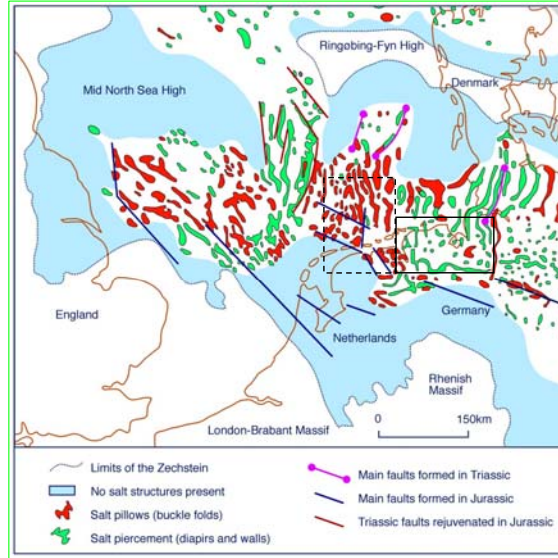 Ringøbing-Fyn High
Denmark
Mid North Sea High
England
Netherlands
Germany
Rhenish
Massif
0 150km
London-Brabant Massif
Limits of the Zechstein
No salt structures present
Salt pillows (buckle folds)
Salt piercement (diapirs and walls)
Main faults formed in Triassic
Main faults formed in Jurassic
Triassic faults rejuvenated in Jurassic